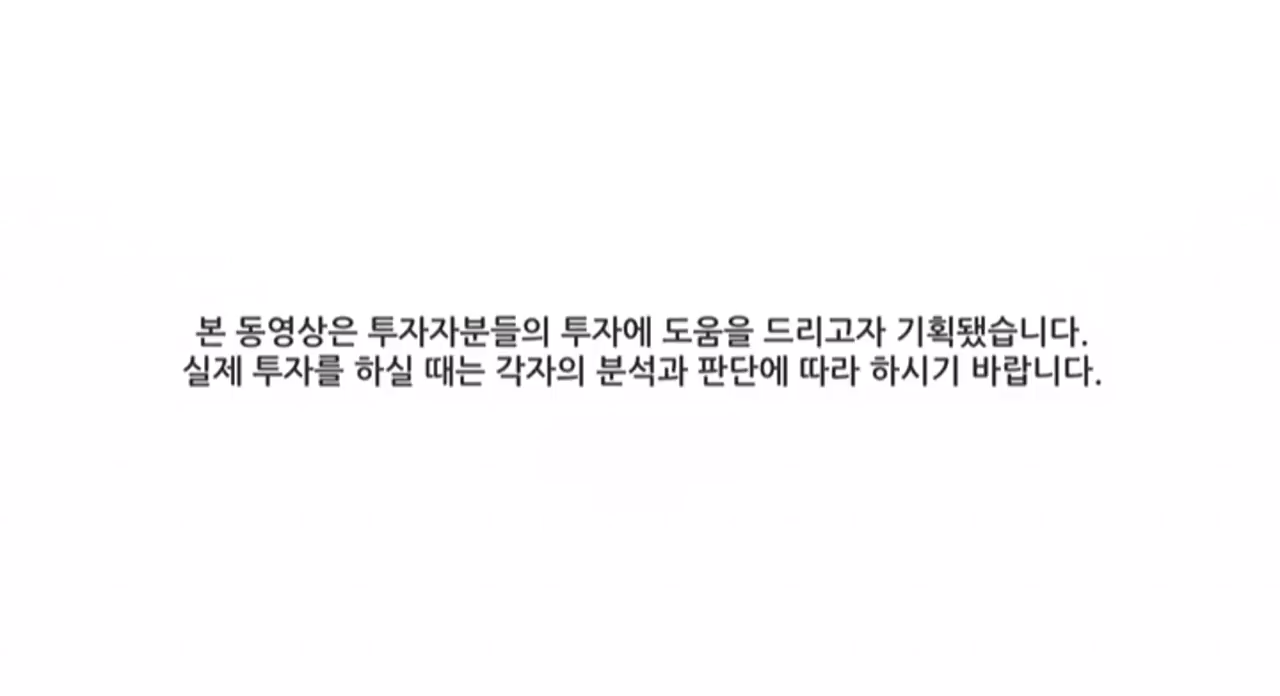 본 동영상은 투자자분들의 투자에 도움을 드리고자 기획됐습니다.
실제 투자를 하실 때는 각자의 분석과 판단에 따라 하시기 바랍니다.